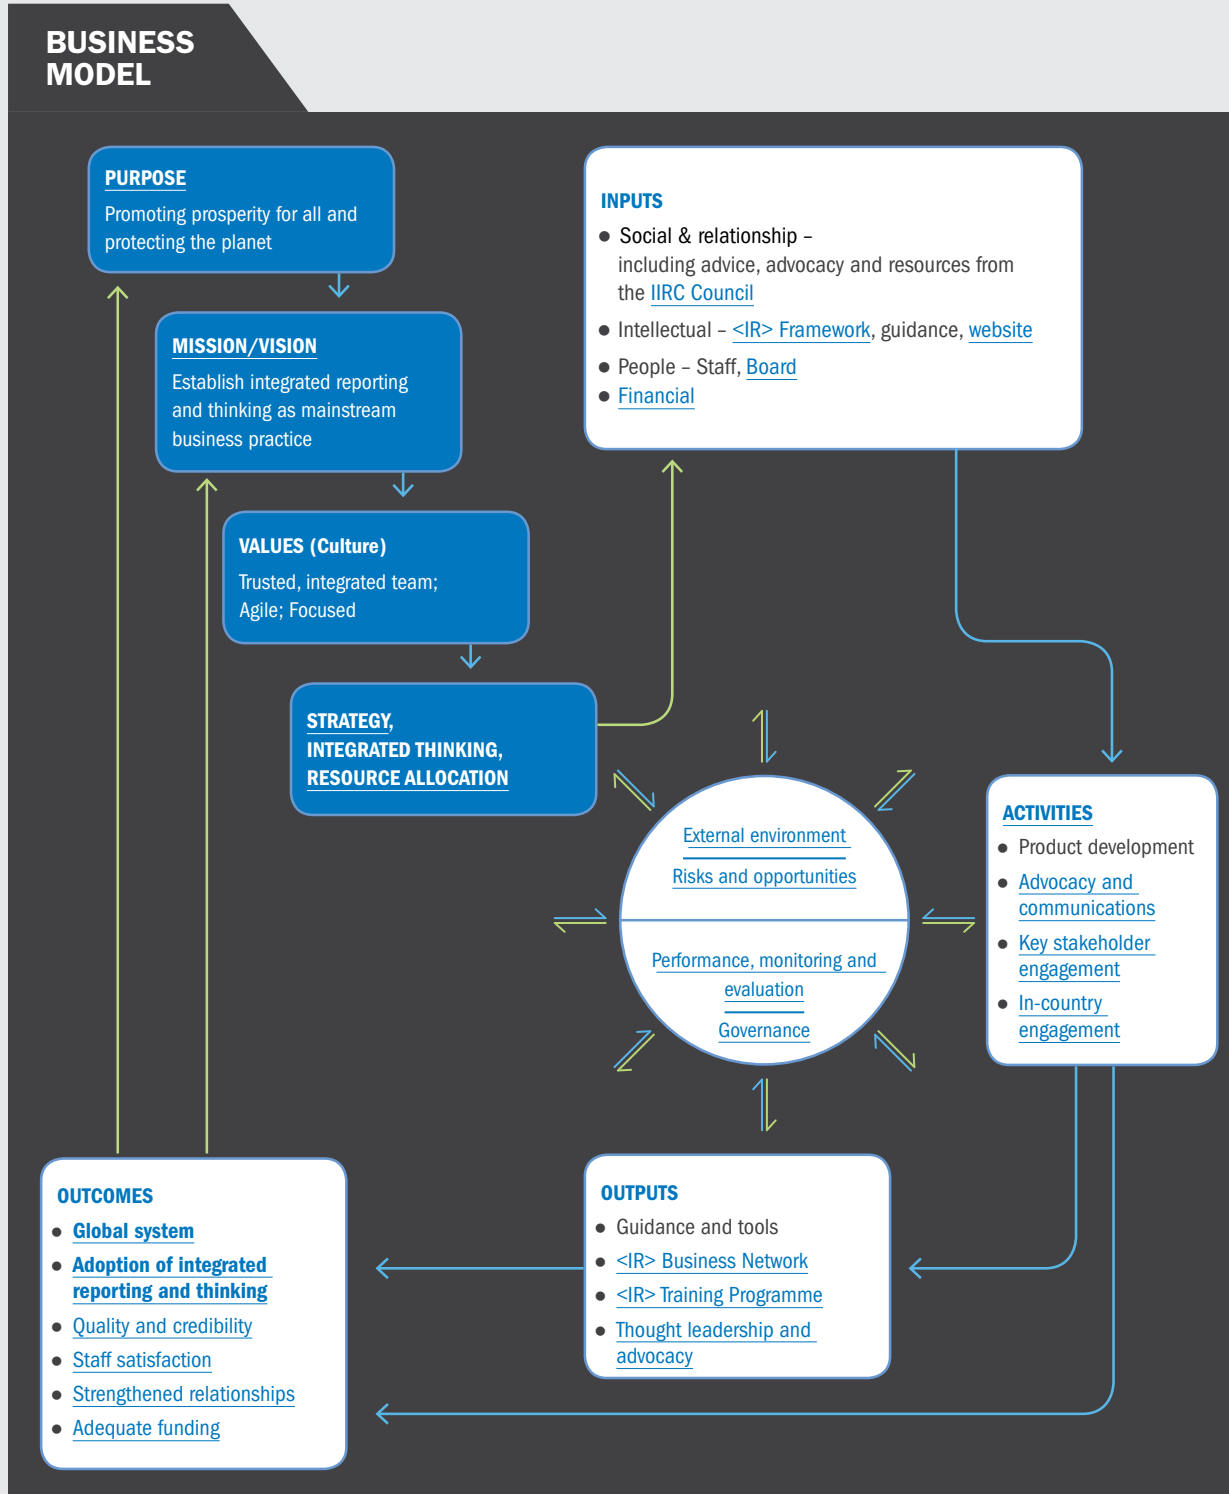 BUSINESS
MODEL
PURPOSE
Promoting prosperity for all and
protecting the planet
MISSION/VISION
Establish integrated reporting
and thinking as mainstream
business practice
VALUES (Culture)
Trusted, integrated team;
Agile; Focused
STRATEGY,
INTEGRATED THINKING,
RESOURCE ALLOCATION
INPUTS
● Social & relationship –
including advice, advocacy and resources from
the IIRC Council
● Intellectual – <IR> Framework, guidance, website
● People – Staff, Board
● Financial
External environment
Risks and opportunities
Performance, monitoring and
evaluation
Governance
ACTIVITIES
● Product development
● Advocacy and
communications
● Key stakeholder
engagement
● In-country
engagement
OUTPUTS
● Guidance and tools
● <IR> Business Network
● <IR> Training Programme
● Thought leadership and
advocacy
OUTCOMES
● Global system
● Adoption of integrated
reporting and thinking
● Quality and credibility
● Staff satisfaction
● Strengthened relationships
● Adequate funding